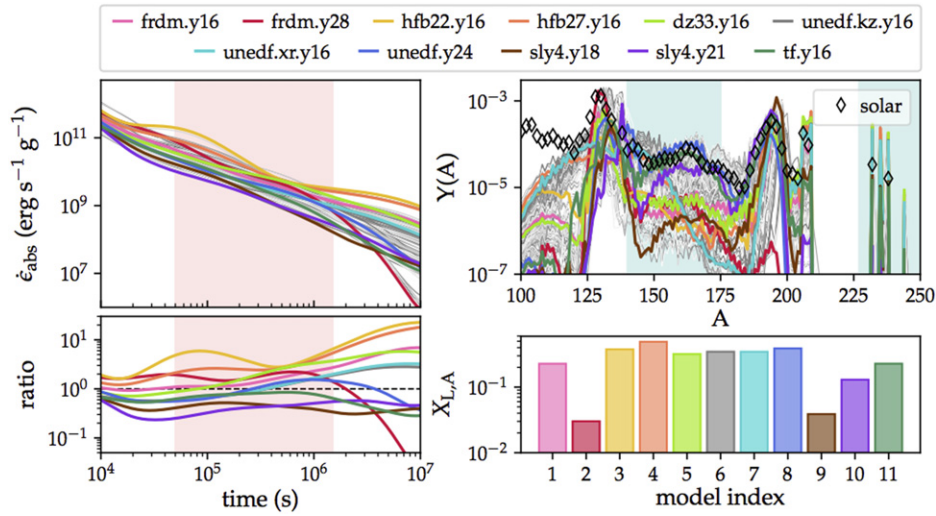 frdm.y16 frdm.y28 hfb22.y16 hfb27.y16 dz33.y16 unedf.kz.y16
unedf.xr.y16 unedf.y24 sly4.y18 sly4.y21 tf.y16
10¹¹
10⁹
10⁷
ε̇abs (erg s⁻¹ g⁻¹)
10¹
10⁰
10⁻¹
ratio
10⁴ 10⁵ 10⁶ 10⁷
time (s)
solar
10⁻³
10⁻⁵
10⁻⁷
Y(A)
100 125 150 175 200 225 250
A
10⁻¹
10⁻²
X_L,A
1 2 3 4 5 6 7 8 9 10 11
model index